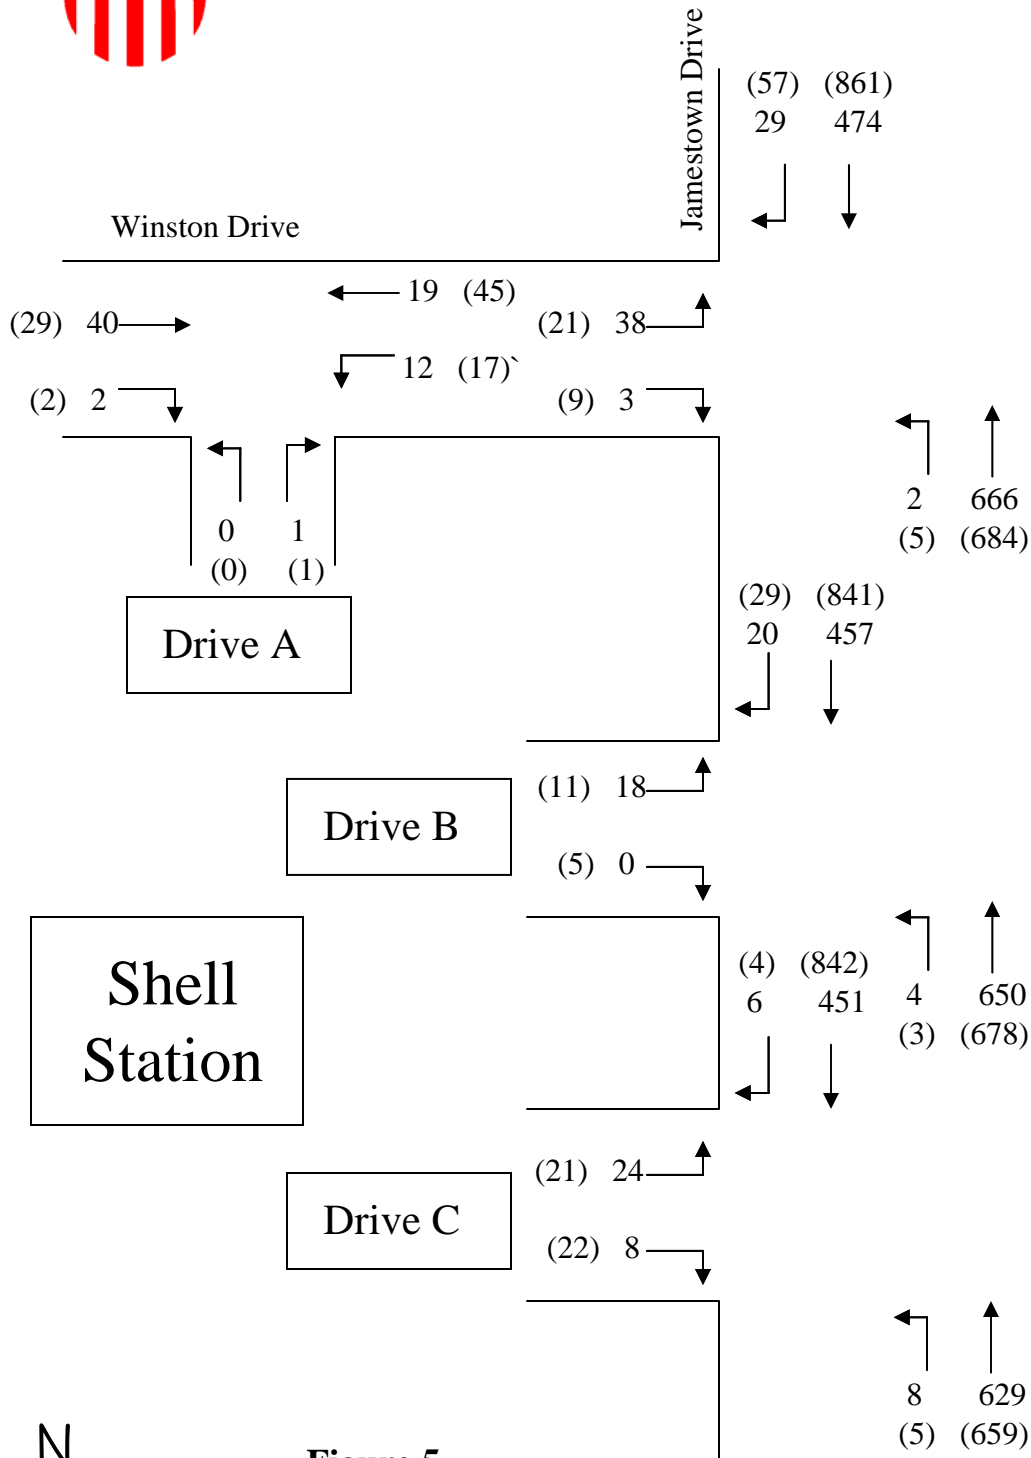 Jamestown Drive
(57) (861)
29 474
Winston Drive
19 (45)
(29) 40
(21) 38
12 (17)`
(2) 2
(9) 3
2 666
(5) (684)
0 1
(0) (1)
(29) (841)
20 457
Drive A
(11) 18
Drive B
(5) 0
(4) (842)
6 451
4 650
(3) (678)
Shell
Station
(21) 24
Drive C
(22) 8
8 629
(5) (659)
N
Figure 5